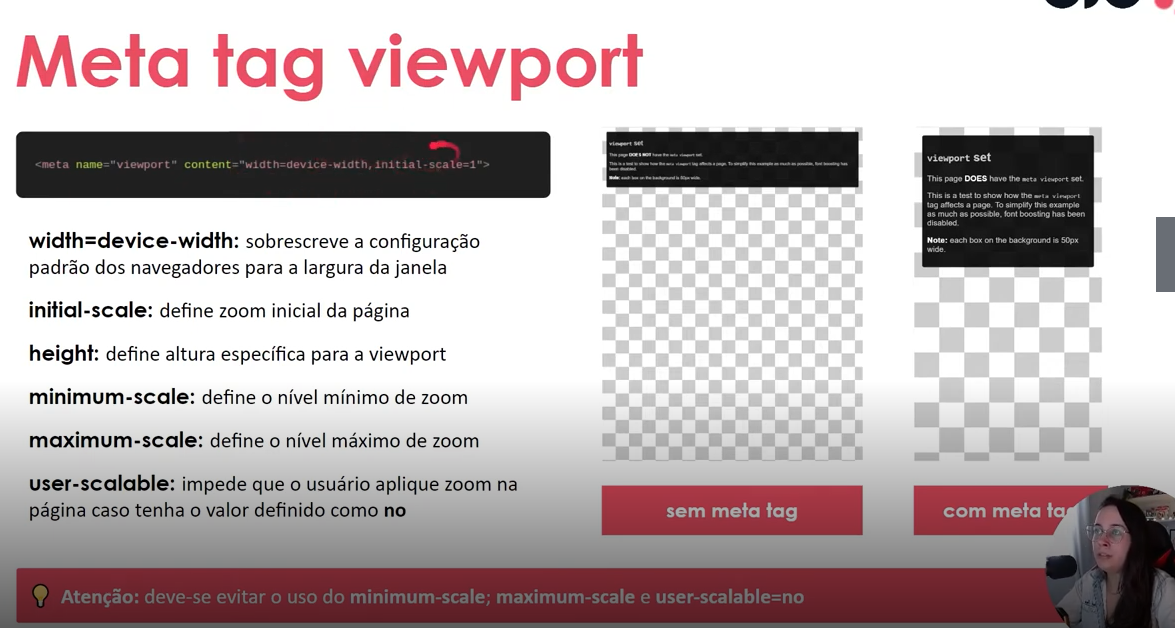 Meta tag viewport
<meta name="viewport" content="width=device-width,initial-scale=1">
width=device-width: sobrescreve a configuração
padrão dos navegadores para a largura da janela
initial-scale: define zoom inicial da página
height: define altura específica para a viewport
minimum-scale: define o nível mínimo de zoom
maximum-scale: define o nível máximo de zoom
user-scalable: impede que o usuário aplique zoom na
página caso tenha o valor definido como no
viewport set
This page DOES NOT have the meta viewport set.
This is a test to show how the meta viewport tag affects a page. To simplify this example as much as possible, font boosting has
been disabled.
Note: each box on the background is 50px wide.
sem meta tag
viewport set
This page DOES have the meta viewport set.
This is a test to show how the meta viewport
tag affects a page. To simplify this example
as much as possible, font boosting has been
disabled.
Note: each box on the background is 50px
wide.
com meta tag
Atenção: deve-se evitar o uso do minimum-scale; maximum-scale e user-scalable=no